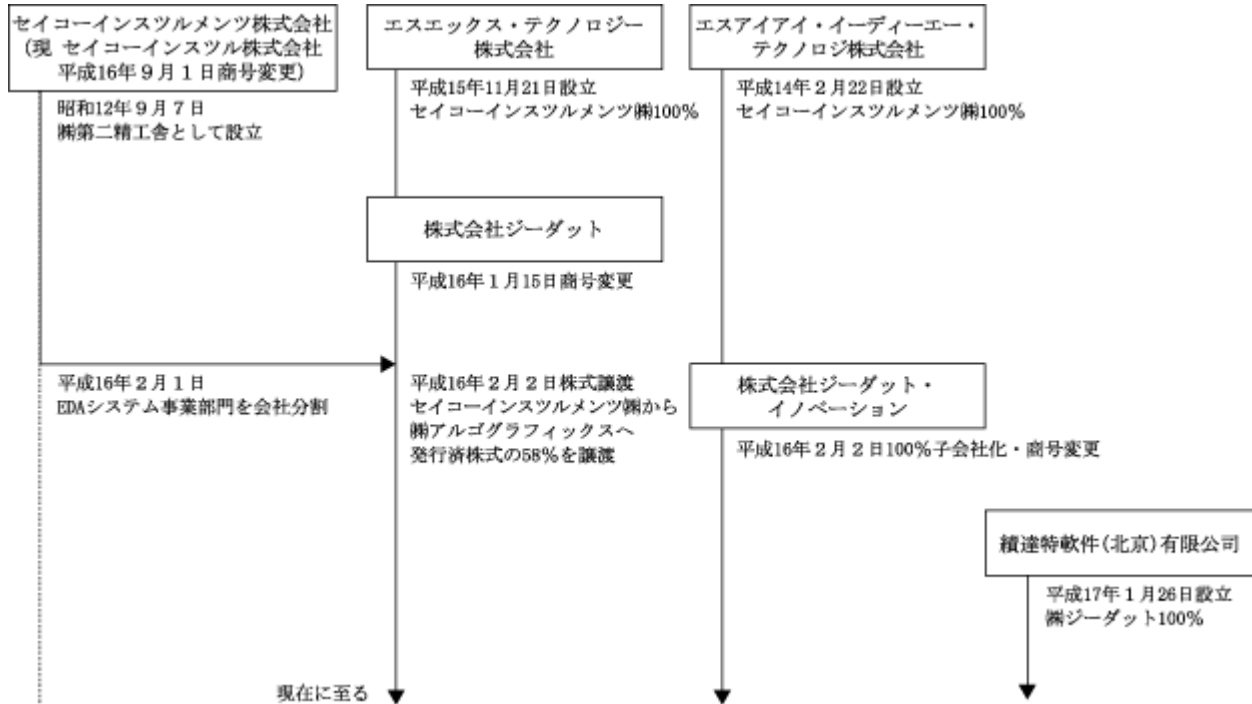 セイコーインスツルメンツ株式会社
(現 セイコーインスツル株式会社
平成16年9月1日商号変更)
昭和12年9月7日
㈱第二精工舎として設立
エスエックス・テクノロジー
株式会社
平成15年11月21日設立
セイコーインスツルメンツ㈱100%
エスアイアイ・イーディーエー・
テクノロジ株式会社
平成14年2月22日設立
セイコーインスツルメンツ㈱100%
株式会社ジーダット
平成16年1月15日商号変更
平成16年2月1日
EDAシステム事業部門を会社分割
平成16年2月2日株式譲渡
セイコーインスツルメンツ㈱から
㈱アルゴグラフィックスへ
発行済株式の58%を譲渡
株式会社ジーダット・
イノベーション
平成16年2月2日100%子会社化・商号変更
績達特軟件(北京)有限公司
平成17年1月26日設立
㈱ジーダット100%
現在に至る